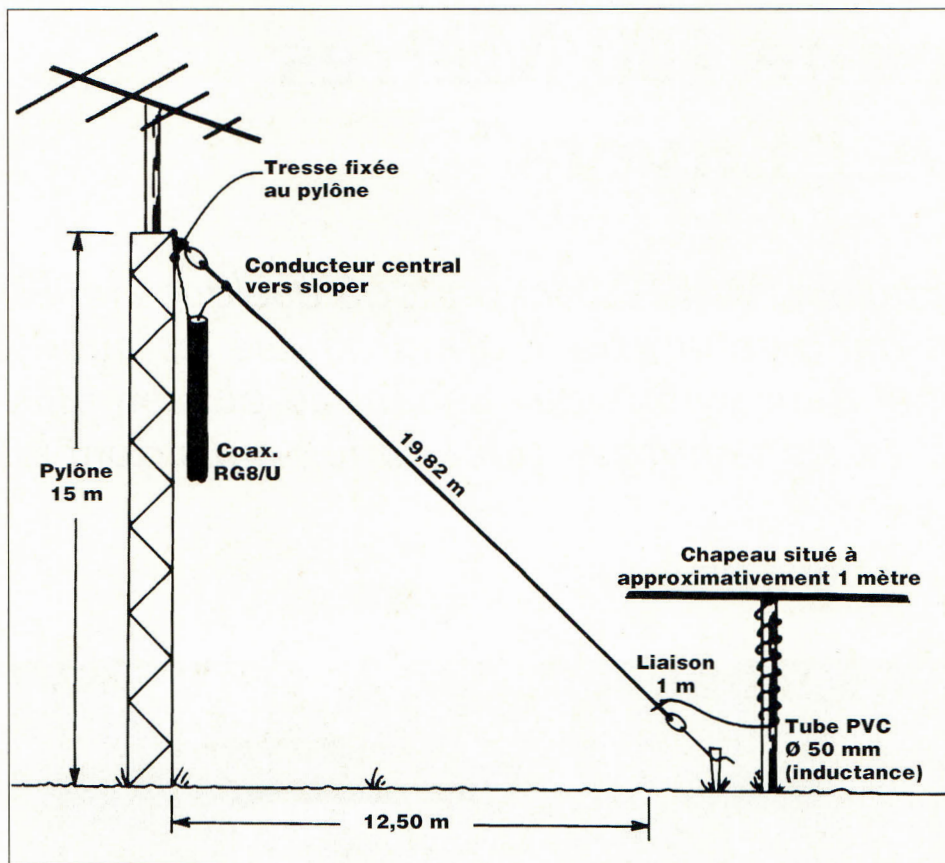 Tresse fixée
au pylône
Conducteur central
vers sloper
Coax.
RG8/U
Pylône
15 m
19,82 m
Chapeau situé à
approximativement 1 mètre
Liaison
1 m
Tube PVC
Ø 50 mm
(inductance)
12,50 m